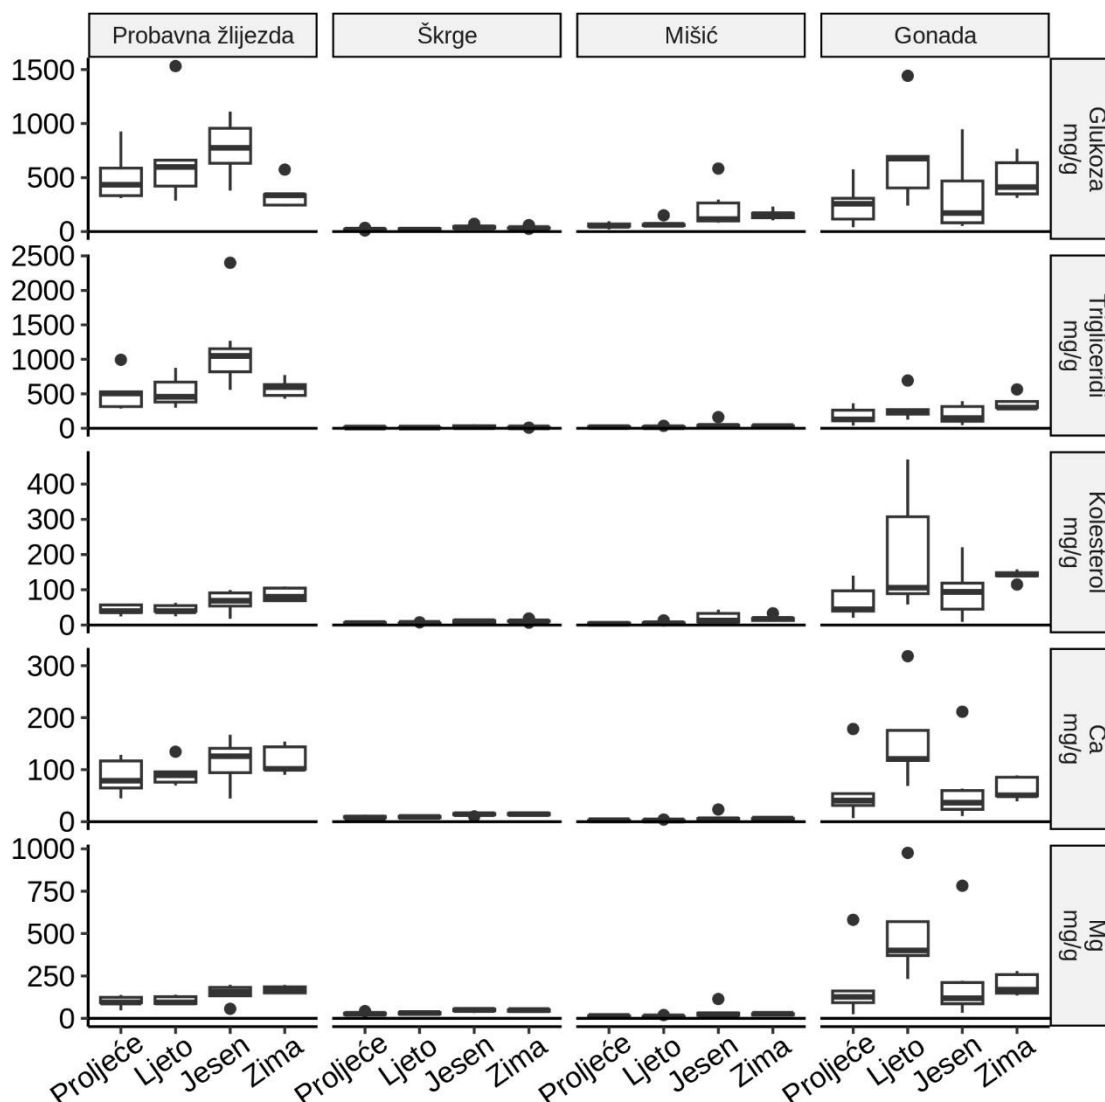 Probavna žlijezda
Škrge
Mišić
Gonada
1500
1000
500
0
Glukoza
mg/g
2500
2000
1500
1000
500
0
Trigliceridi
mg/g
400
300
200
100
0
Kolesterol
mg/g
300
200
100
0
Ca
mg/g
1000
750
500
250
0
Mg
mg/g
Proljeće
Ljeto
Jesen
Zima
Proljeće
Ljeto
Jesen
Zima
Proljeće
Ljeto
Jesen
Zima
Proljeće
Ljeto
Jesen
Zima